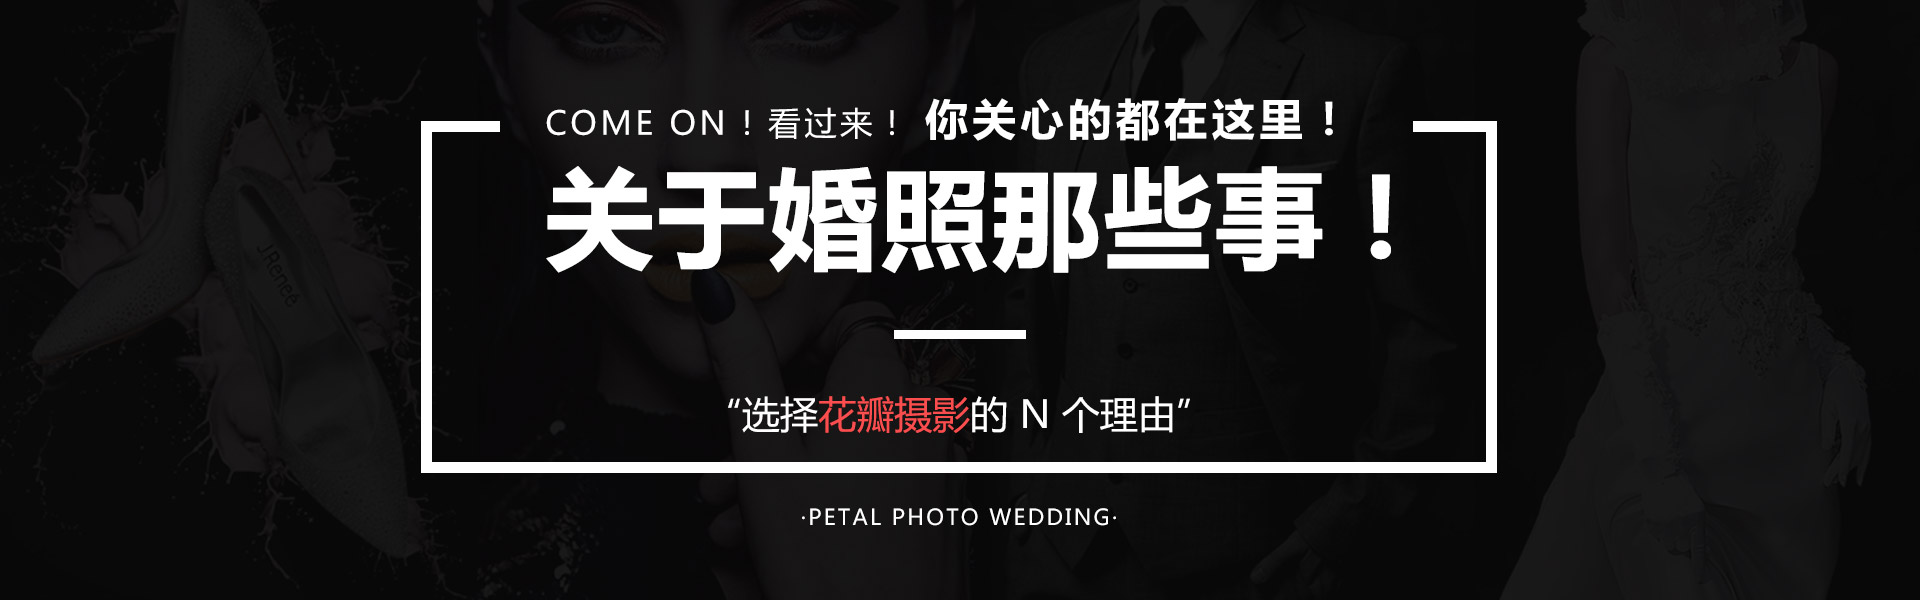 COME ON！看过来！ 你关心的都在这里！
关于婚照那些事！
“选择花瓣摄影的 N 个理由”
·PETAL PHOTO WEDDING·
J.Reneé